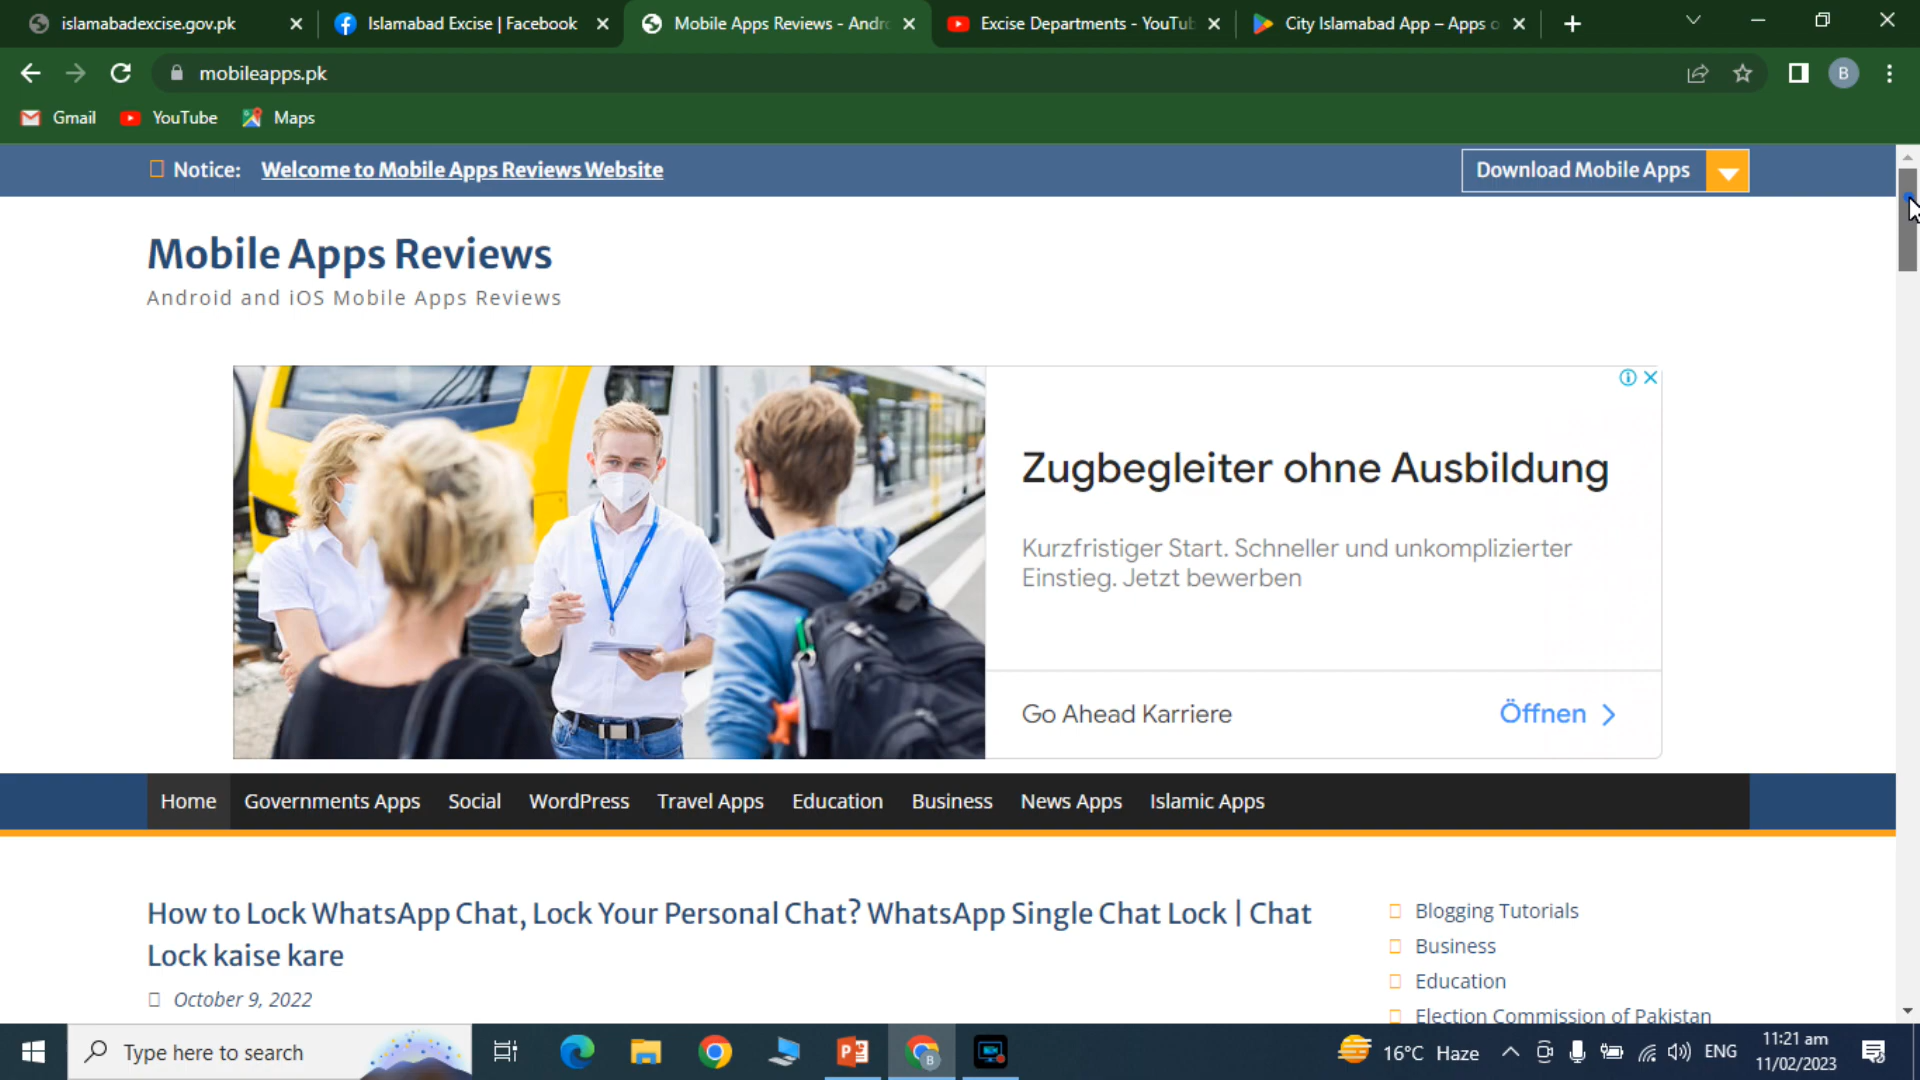 islamabadexcise.gov.pk
Islamabad Excise | Facebook
Mobile Apps Reviews - Andro
Excise Departments - YouTub
City Islamabad App – Apps o
mobileapps.pk
B
Gmail
YouTube
Maps
Notice: Welcome to Mobile Apps Reviews Website
Download Mobile Apps
Mobile Apps Reviews
Android and iOS Mobile Apps Reviews
Zugbegleiter ohne Ausbildung
Kurzfristiger Start. Schneller und unkomplizierter
Einstieg. Jetzt bewerben
Go Ahead Karriere
Öffnen
Home Governments Apps Social WordPress Travel Apps Education Business News Apps Islamic Apps
How to Lock WhatsApp Chat, Lock Your Personal Chat? WhatsApp Single Chat Lock | Chat
Lock kaise kare
October 9, 2022
Blogging Tutorials
Business
Education
Election Commission of Pakistan
Type here to search
16°C Haze
ENG
11:21 am
11/02/2023